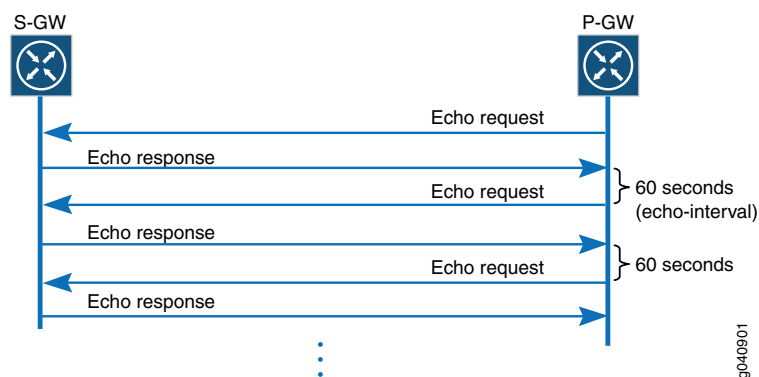 S-GW
P-GW
Echo request
Echo response
60 seconds
(echo-interval)
Echo request
Echo response
60 seconds
Echo request
Echo response
g040901